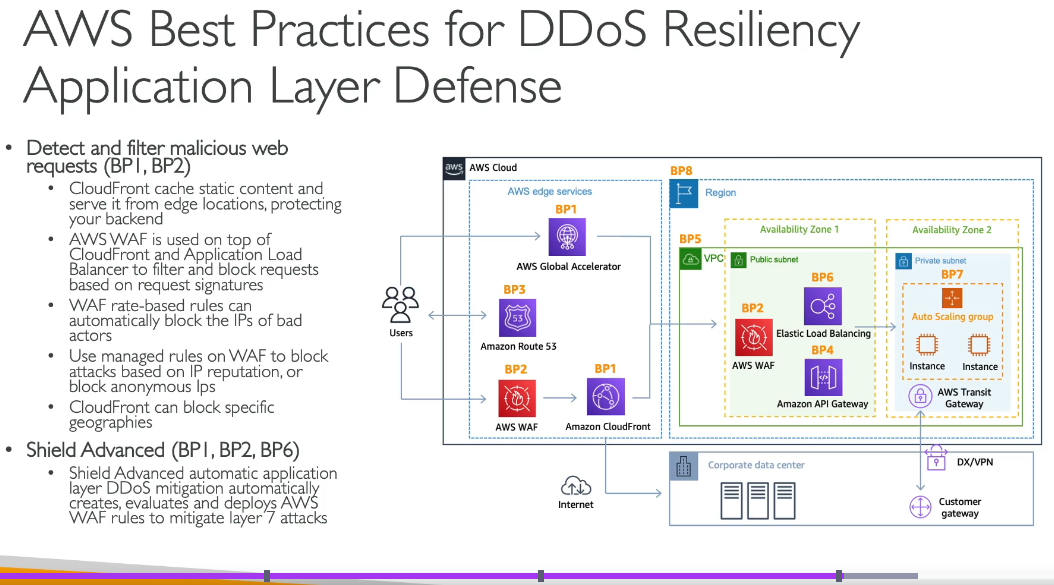 AWS Best Practices for DDoS Resiliency
Application Layer Defense
• Detect and filter malicious web
requests (BP1, BP2)
• CloudFront cache static content and
serve it from edge locations, protecting
your backend
• AWS WAF is used on top of
CloudFront and Application Load
Balancer to filter and block requests
based on request signatures
• WAF rate-based rules can
automatically block the IPs of bad
actors
• Use managed rules on WAF to block
attacks based on IP reputation, or
block anonymous Ips
• CloudFront can block specific
geographies
• Shield Advanced (BP1, BP2, BP6)
• Shield Advanced automatic application
layer DDoS mitigation automatically
creates, evaluates and deploys AWS
WAF rules to mitigate layer 7 attacks
aws
AWS Cloud
AWS edge services
BP1
AWS Global Accelerator
Users
BP3
53
Amazon Route 53
BP2
AWS WAF
BP1
Amazon CloudFront
BP8
Region
Availability Zone 1
Availability Zone 2
BP5
VPC
Public subnet
BP2
AWS WAF
BP6
Elastic Load Balancing
BP4
Amazon API Gateway
Private subnet
BP7
Auto Scaling group
Instance
Instance
AWS Transit
Gateway
DX/VPN
Internet
Corporate data center
Customer
gateway